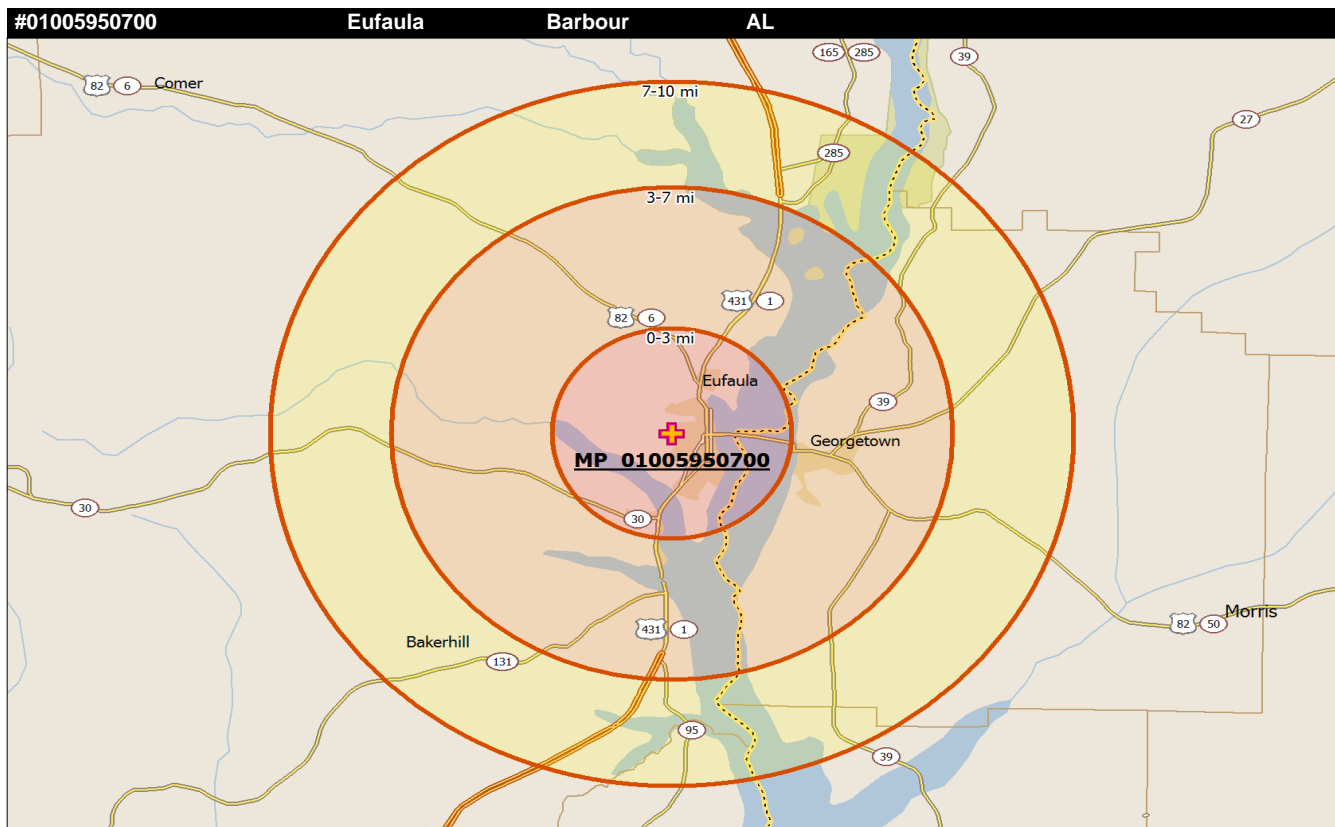 #01005950700 Eufaula Barbour AL
165 285 39
82 6 Comer
7-10 mi
27
285
3-7 mi
431 1
82 6
0-3 mi
Eufaula
39
Georgetown
MP 01005950700
30
30
Morris
82 50
431 1
Bakerhill
131
95
39